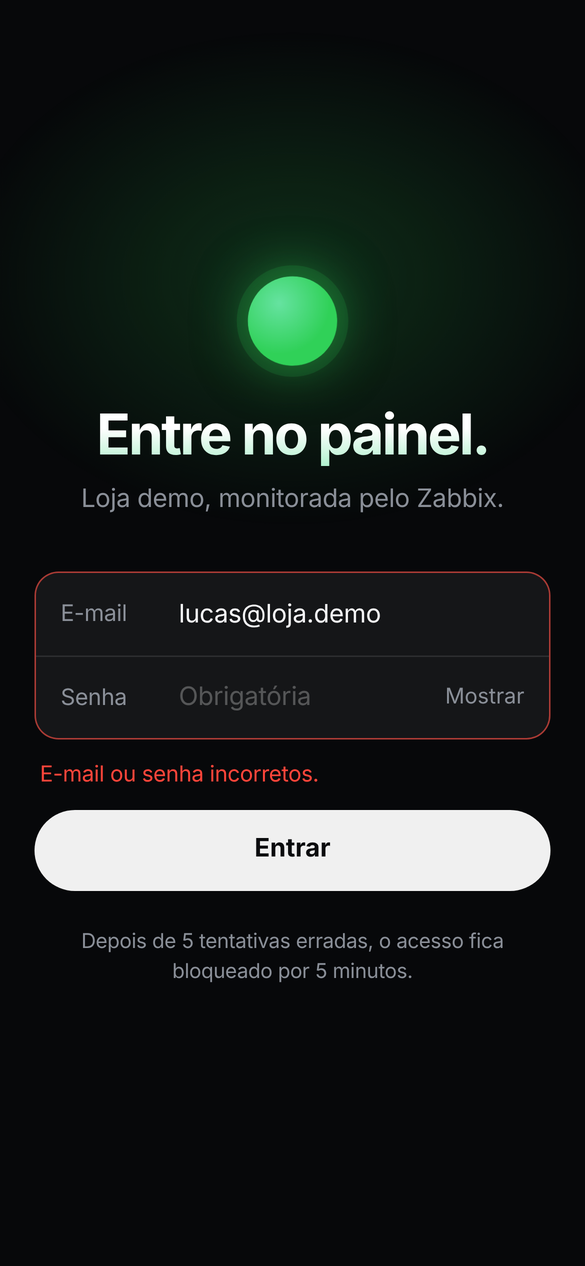 Entre no painel.
Loja demo, monitorada pelo Zabbix.
E-mail lucas@loja.demo
Senha Obrigatória Mostrar
E-mail ou senha incorretos.
Entrar
Depois de 5 tentativas erradas, o acesso fica
bloqueado por 5 minutos.